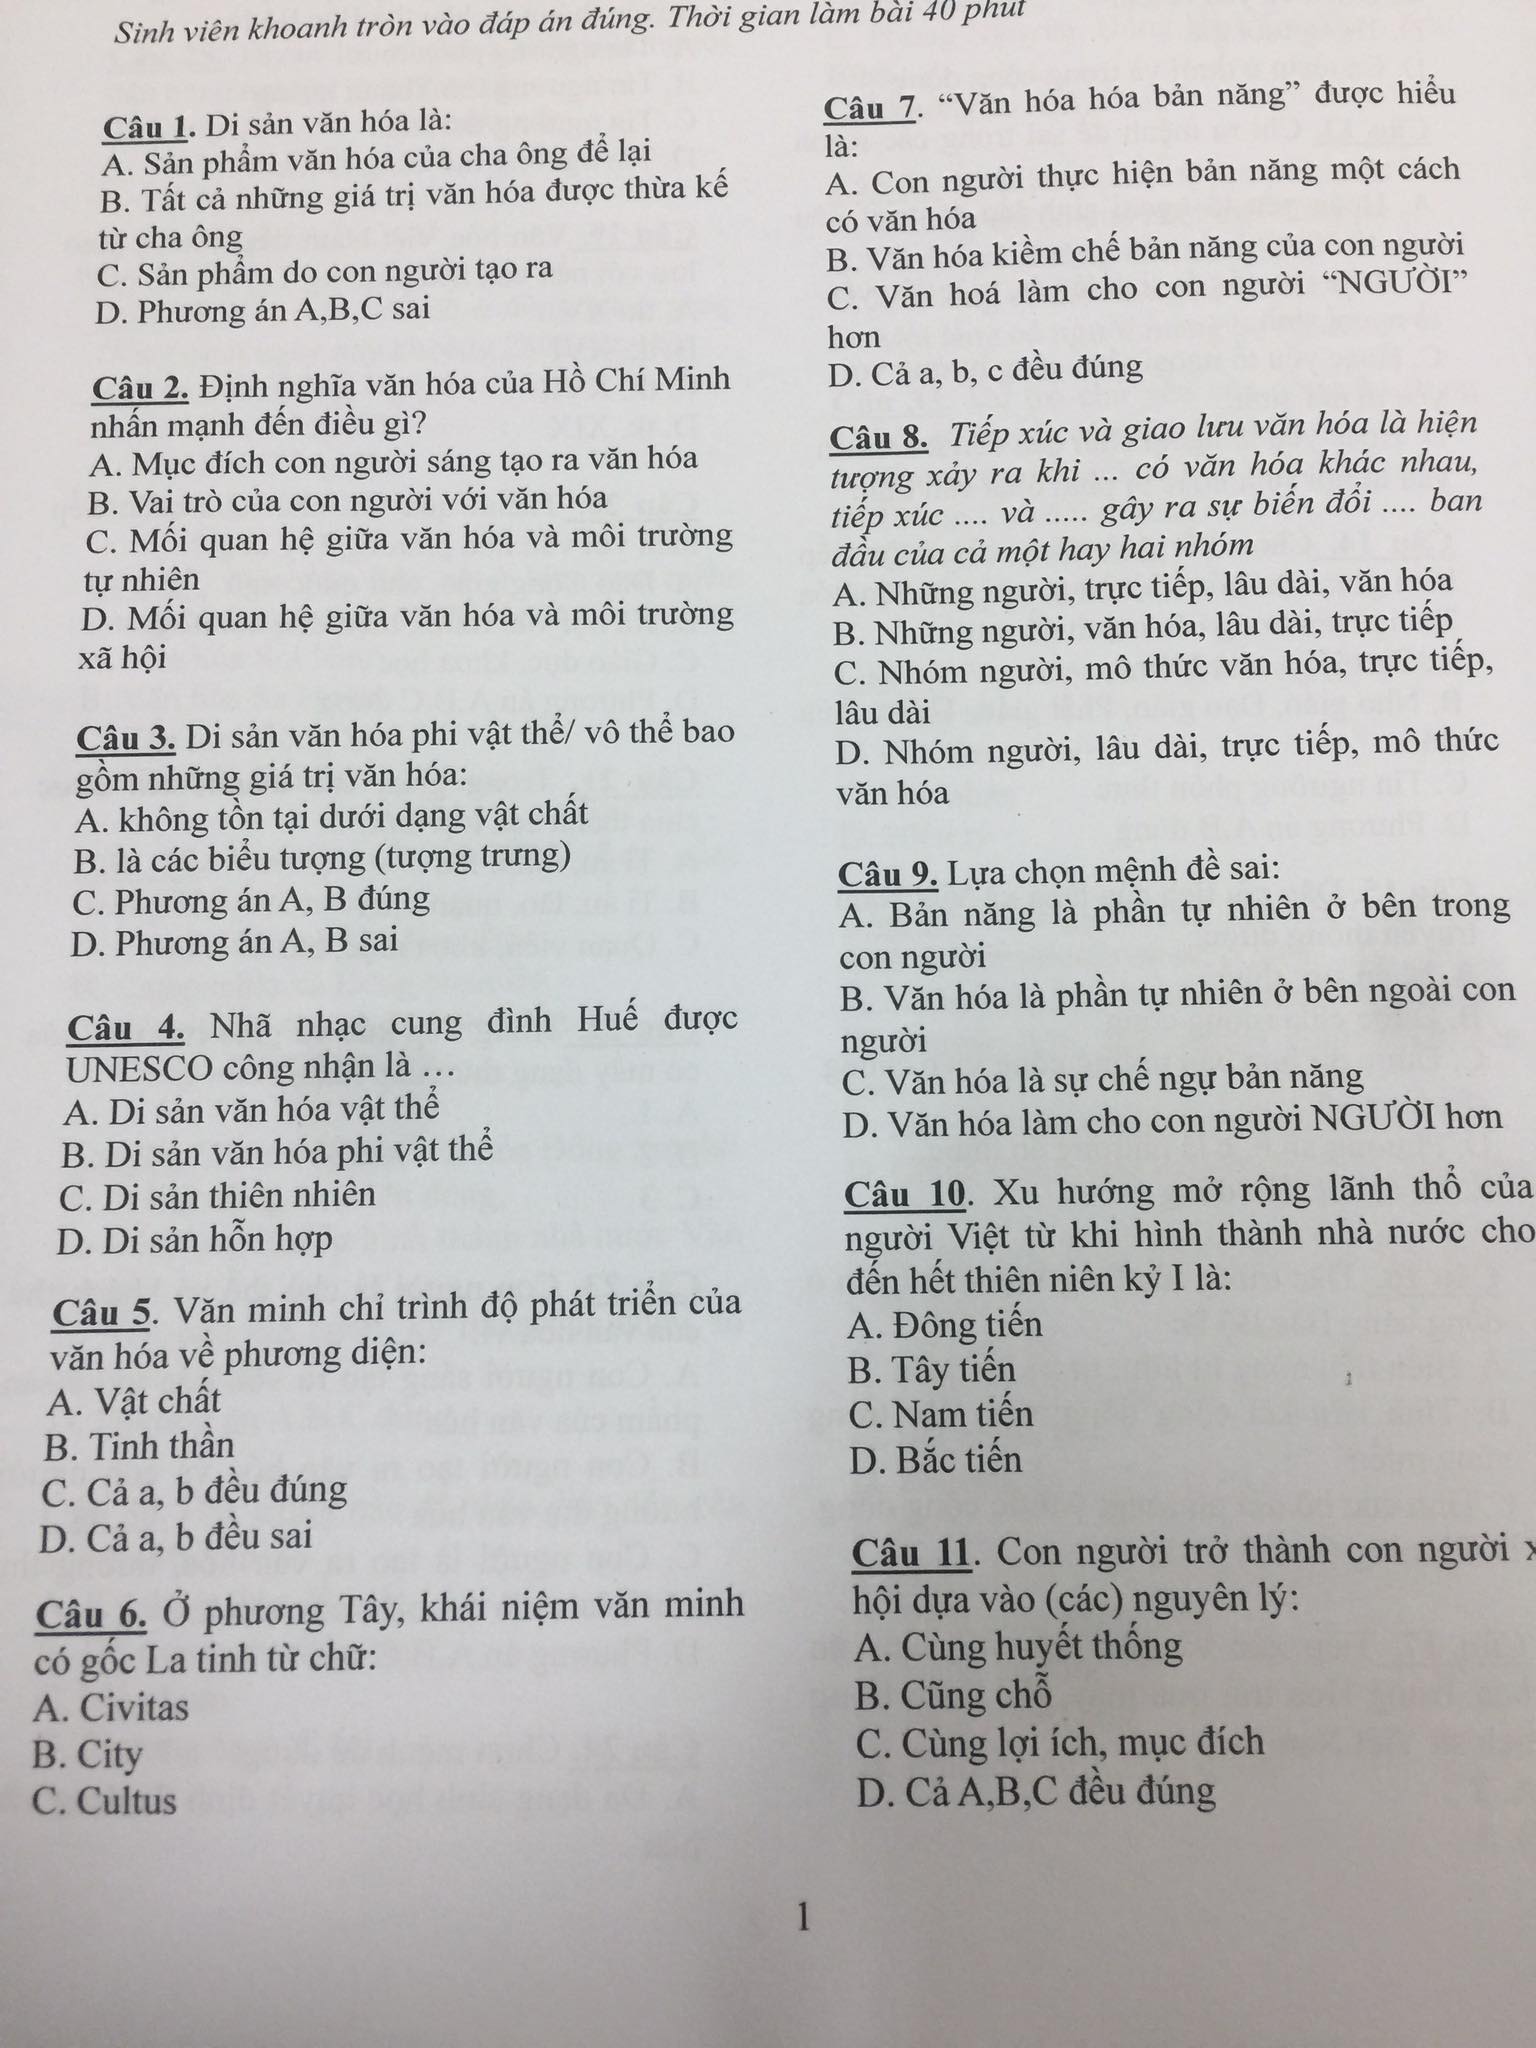 Sinh viên khoanh tròn vào đáp án đúng. Thời gian làm bài 40 phút
Câu 1. Di sản văn hóa là:
A. Sản phẩm văn hóa của cha ông để lại
B. Tất cả những giá trị văn hóa được thừa kế
từ cha ông
C. Sản phẩm do con người tạo ra
D. Phương án A,B,C sai
Câu 2. Định nghĩa văn hóa của Hồ Chí Minh
nhấn mạnh đến điều gì?
A. Mục đích con người sáng tạo ra văn hóa
B. Vai trò của con người với văn hóa
C. Mối quan hệ giữa văn hóa và môi trường
tự nhiên
D. Mối quan hệ giữa văn hóa và môi trường
xã hội
Câu 3. Di sản văn hóa phi vật thể/ vô thể bao
gồm những giá trị văn hóa:
A. không tồn tại dưới dạng vật chất
B. là các biểu tượng (tượng trưng)
C. Phương án A, B đúng
D. Phương án A, B sai
Câu 4. Nhã nhạc cung đình Huế được
UNESCO công nhận là …
A. Di sản văn hóa vật thể
B. Di sản văn hóa phi vật thể
C. Di sản thiên nhiên
D. Di sản hỗn hợp
Câu 5. Văn minh chỉ trình độ phát triển của
văn hóa về phương diện:
A. Vật chất
B. Tinh thần
C. Cả a, b đều đúng
D. Cả a, b đều sai
Câu 6. Ở phương Tây, khái niệm văn minh
có gốc La tinh từ chữ:
A. Civitas
B. City
C. Cultus
Câu 7. “Văn hóa hóa bản năng” được hiểu
là:
A. Con người thực hiện bản năng một cách
có văn hóa
B. Văn hóa kiềm chế bản năng của con người
C. Văn hoá làm cho con người “NGƯỜI”
hơn
D. Cả a, b, c đều đúng
Câu 8. Tiếp xúc và giao lưu văn hóa là hiện
tượng xảy ra khi ... có văn hóa khác nhau,
tiếp xúc .... và ..... gây ra sự biến đổi .... ban
đầu của cả một hay hai nhóm
A. Những người, trực tiếp, lâu dài, văn hóa
B. Những người, văn hóa, lâu dài, trực tiếp
C. Nhóm người, mô thức văn hóa, trực tiếp,
lâu dài
D. Nhóm người, lâu dài, trực tiếp, mô thức
văn hóa
Câu 9. Lựa chọn mệnh đề sai:
A. Bản năng là phần tự nhiên ở bên trong
con người
B. Văn hóa là phần tự nhiên ở bên ngoài con
người
C. Văn hóa là sự chế ngự bản năng
D. Văn hóa làm cho con người NGƯỜI hơn
Câu 10. Xu hướng mở rộng lãnh thổ của
người Việt từ khi hình thành nhà nước cho
đến hết thiên niên kỷ I là:
A. Đông tiến
B. Tây tiến
C. Nam tiến
D. Bắc tiến
Câu 11. Con người trở thành con người
hội dựa vào (các) nguyên lý:
A. Cùng huyết thống
B. Cũng chỗ
C. Cùng lợi ích, mục đích
D. Cả A,B,C đều đúng
1